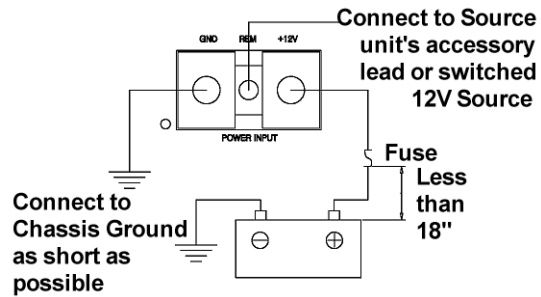 Connect to Source
unit's accessory
lead or switched
12V Source
GND REM +12V
POWER INPUT
Fuse
Less
than
18"
Connect to
Chassis Ground
as short as
possible